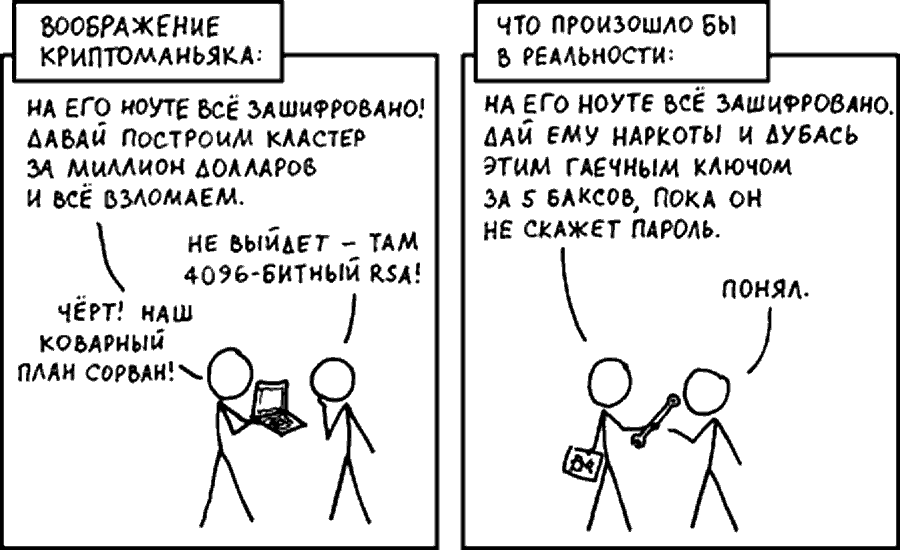 ВООБРАЖЕНИЕ
КРИПТОМАНЬЯКА:
НА ЕГО НОУТЕ ВСЁ ЗАШИФРОВАНО!
ДАВАЙ ПОСТРОИМ КЛАСТЕР
ЗА МИЛЛИОН ДОЛЛАРОВ
И ВСЁ ВЗЛОМАЕМ.
НЕ ВЫЙДЕТ – ТАМ
4096-БИТНЫЙ RSA!
ЧЁРТ! НАШ
КОВАРНЫЙ
ПЛАН СОРВАН!
ЧТО ПРОИЗОШЛО БЫ
В РЕАЛЬНОСТИ:
НА ЕГО НОУТЕ ВСЁ ЗАШИФРОВАНО.
ДАЙ ЕМУ НАРКОТЫ И ДУБАСЬ
ЭТИМ ГАЕЧНЫМ КЛЮЧОМ
ЗА 5 БАКСОВ, ПОКА ОН
НЕ СКАЖЕТ ПАРОЛЬ.
ПОНЯЛ.